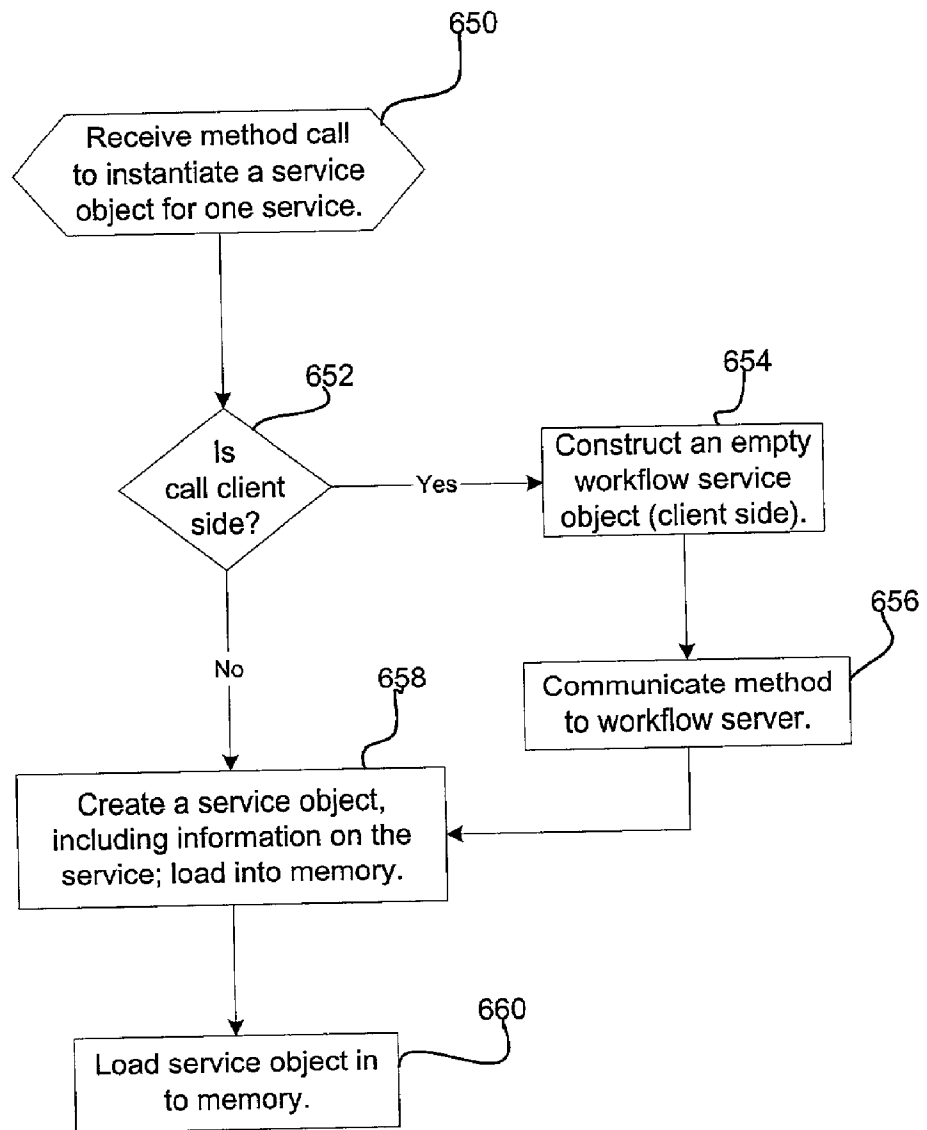 650
Receive method call
to instantiate a service
object for one service.
652
Is
call client
side?
Yes
654
Construct an empty
workflow service
object (client side).
656
Communicate method
to workflow server.
No
658
Create a service object,
including information on the
service; load into memory.
660
Load service object in
to memory.